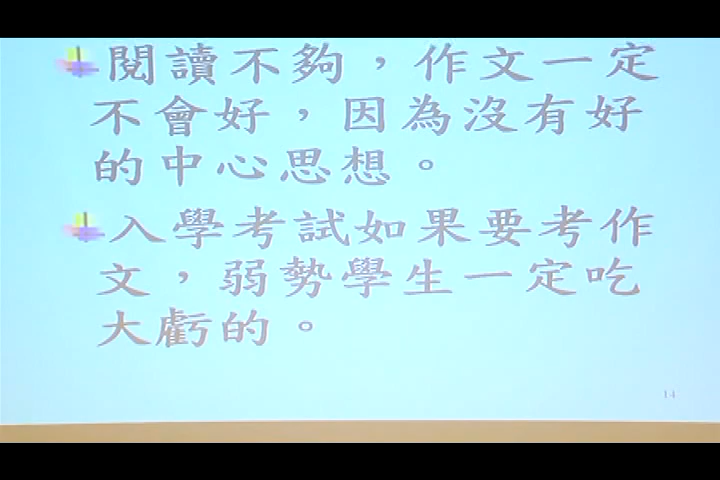 閱讀不夠，作文一定
不會好，因為沒有好
的中心思想。
入學考試如果要考作
文，弱勢學生一定吃
大虧的。
14